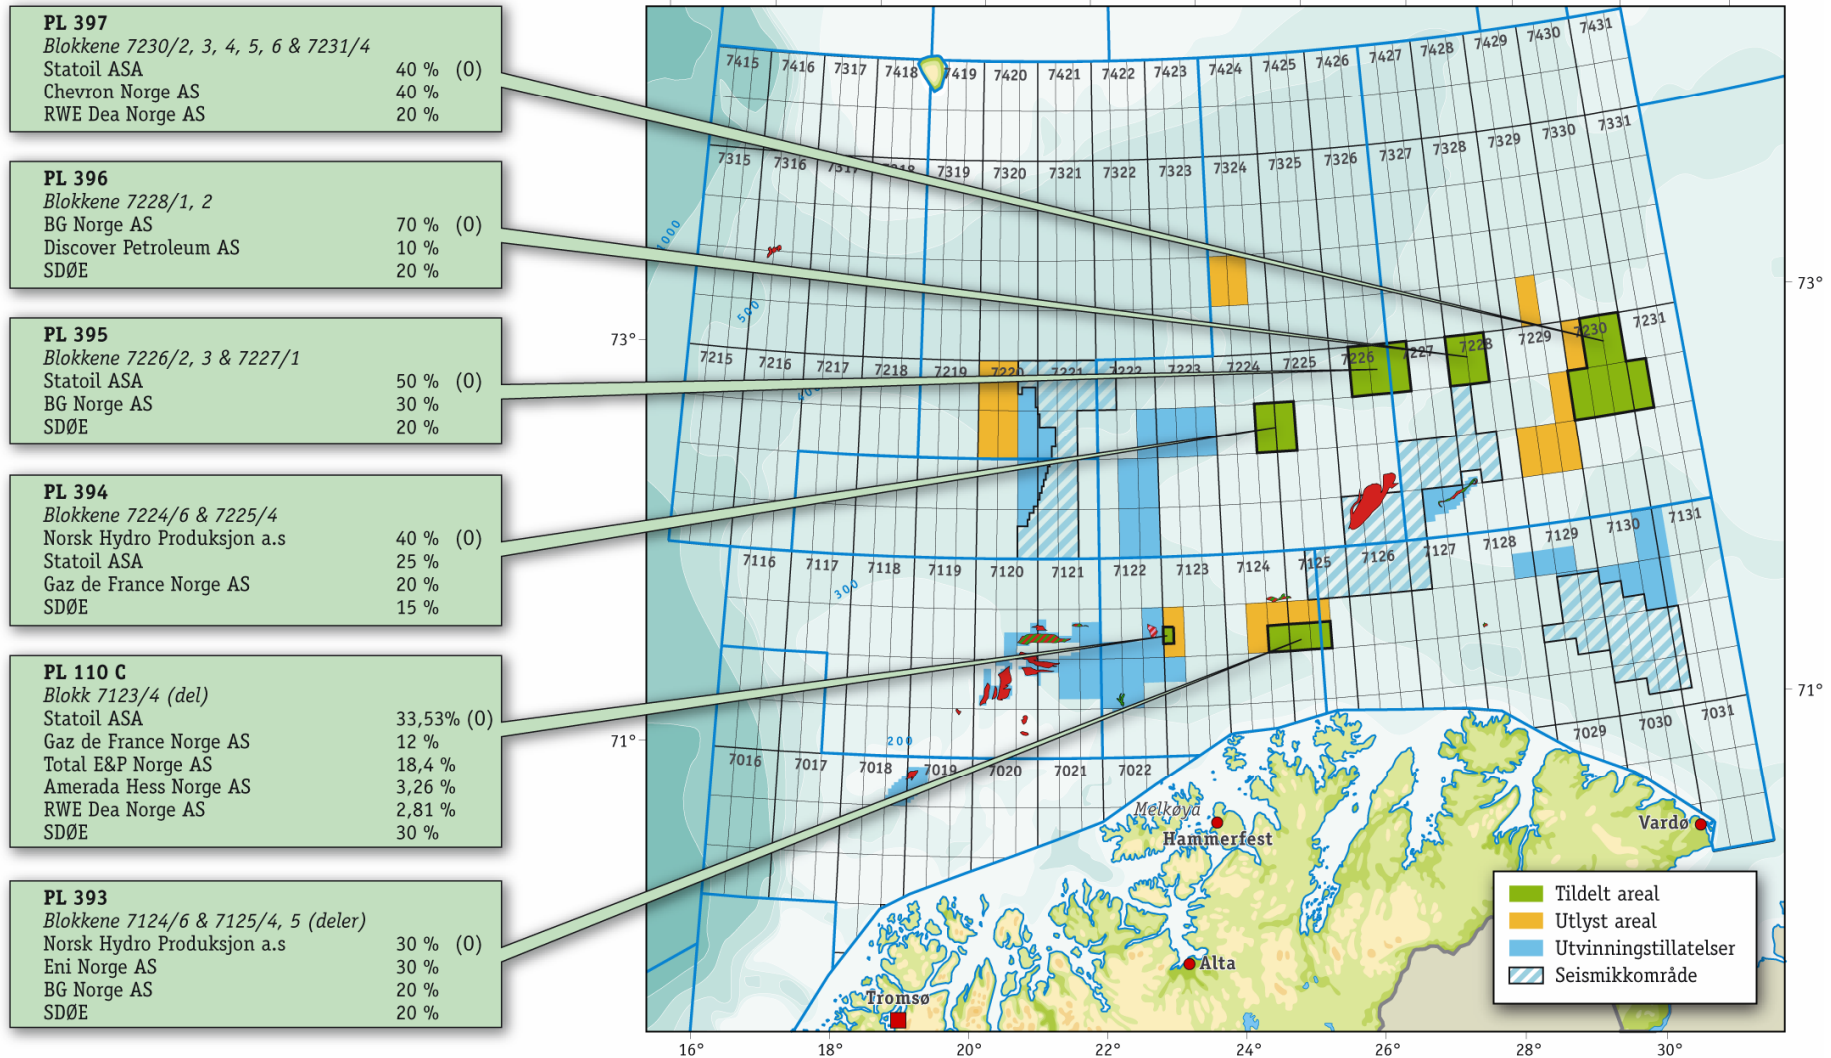 PL 397
Blokkene 7230/2, 3, 4, 5, 6 & 7231/4
Statoil ASA 40 % (O)
Chevron Norge AS 40 %
RWE Dea Norge AS 20 %
PL 396
Blokkene 7228/1, 2
BG Norge AS 70 % (O)
Discover Petroleum AS 10 %
SDØE 20 %
PL 395
Blokkene 7226/2, 3 & 7227/1
Statoil ASA 50 % (O)
BG Norge AS 30 %
SDØE 20 %
PL 394
Blokkene 7224/6 & 7225/4
Norsk Hydro Produksjon a.s 40 % (O)
Statoil ASA 25 %
Gaz de France Norge AS 20 %
SDØE 15 %
PL 110 C
Blokk 7123/4 (del)
Statoil ASA 33,53% (O)
Gaz de France Norge AS 12 %
Total E&P Norge AS 18,4 %
Amerada Hess Norge AS 3,26 %
RWE Dea Norge AS 2,81 %
SDØE 30 %
PL 393
Blokkene 7124/6 & 7125/4, 5 (deler)
Norsk Hydro Produksjon a.s 30 % (O)
Eni Norge AS 30 %
BG Norge AS 20 %
SDØE 20 %
7415 7416 7317 7418 7419 7420 7421 7422 7423 7424 7425 7426 7427 7428 7429 7430 7431
7315 7316 7317 7318 7319 7320 7321 7322 7323 7324 7325 7326 7327 7328 7329 7330 7331
1000
500
400
73°
73°
7215 7216 7217 7218 7219 7220 7221 7222 7223 7224 7225 7226 7227 7228 7229 7230 7231
7116 7117 7118 7119 7120 7121 7122 7123 7124 7125 7126 7127 7128 7129 7130 7131
300
200
71°
71°
7016 7017 7018 7019 7020 7021 7022 7029 7030 7031
Melkøya
Hammerfest
Vardø
Alta
Tromsø
Tildelt areal
Utlyst areal
Utvinningstillatelser
Seismikkområde
16° 18° 20° 22° 24° 26° 28° 30°